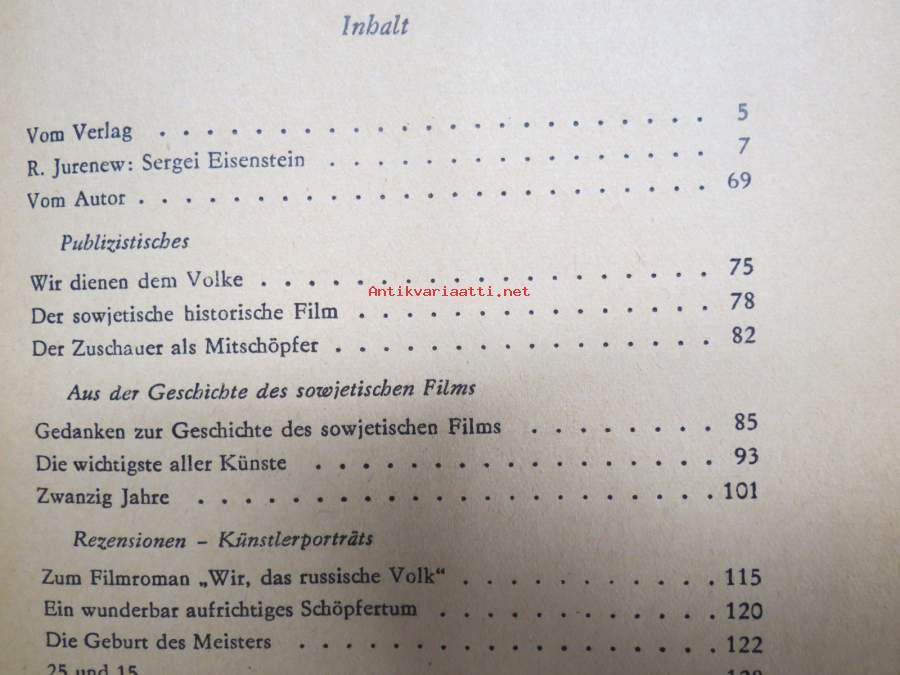 Inhalt
Vom Verlag . . . . . . . . . . . . . . . . . . . . . . . 5
R. Jurenew: Sergei Eisenstein . . . . . . . . . . . . . . . 7
Vom Autor . . . . . . . . . . . . . . . . . . . . . . . . 69
Publizistisches
Wir dienen dem Volke . . . . . . . . . . . . . . . . . . 75
Antikvariaatti.net
Der sowjetische historische Film . . . . . . . . . . . . . 78
Der Zuschauer als Mitschöpfer . . . . . . . . . . . . . . 82
Aus der Geschichte des sowjetischen Films
Gedanken zur Geschichte des sowjetischen Films . . . . . . . 85
Die wichtigste aller Künste . . . . . . . . . . . . . . . 93
Zwanzig Jahre . . . . . . . . . . . . . . . . . . . . . 101
Rezensionen – Künstlerporträts
Zum Filmroman „Wir, das russische Volk“ . . . . . . . . . . 115
Ein wunderbar aufrichtiges Schöpfertum . . . . . . . . . . 120
Die Geburt des Meisters . . . . . . . . . . . . . . . . 122
25 und 15